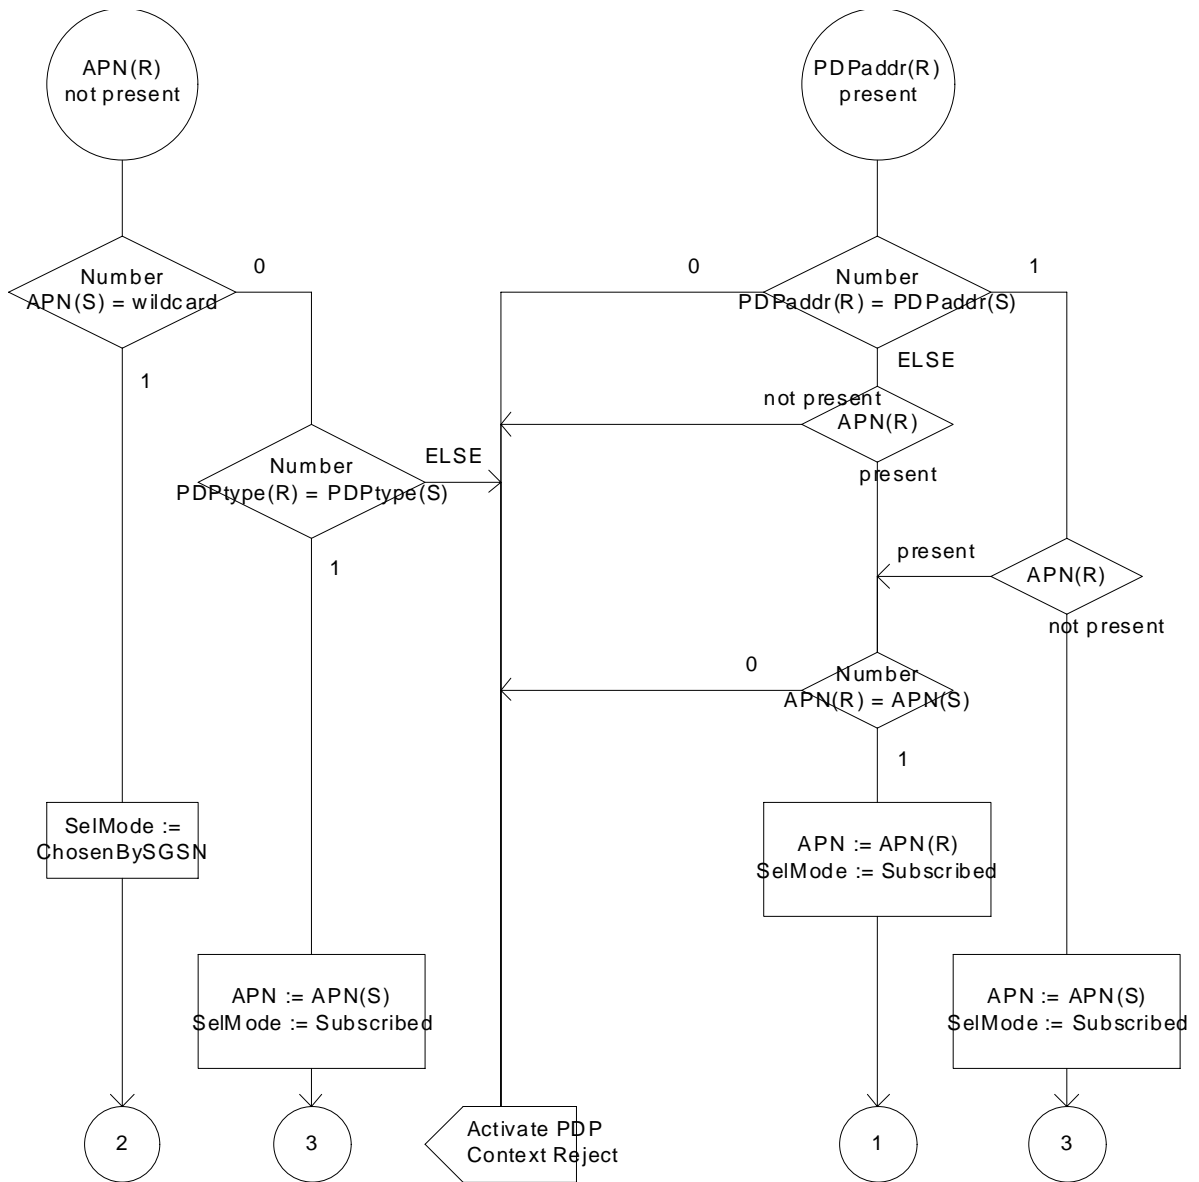 APN(R)
not present
PDPaddr(R)
present
0
Number
APN(S) = wildcard
1
0
Number
PDPaddr(R) = PDPaddr(S)
1
ELSE
not present
APN(R)
present
ELSE
Number
PDPtype(R) = PDPtype(S)
1
present
APN(R)
not present
0
Number
APN(R) = APN(S)
1
SelMode :=
ChosenBySGSN
APN := APN(R)
SelMode := Subscribed
APN := APN(S)
SelMode := Subscribed
APN := APN(S)
SelMode := Subscribed
2
3
Activate PDP
Context Reject
1
3